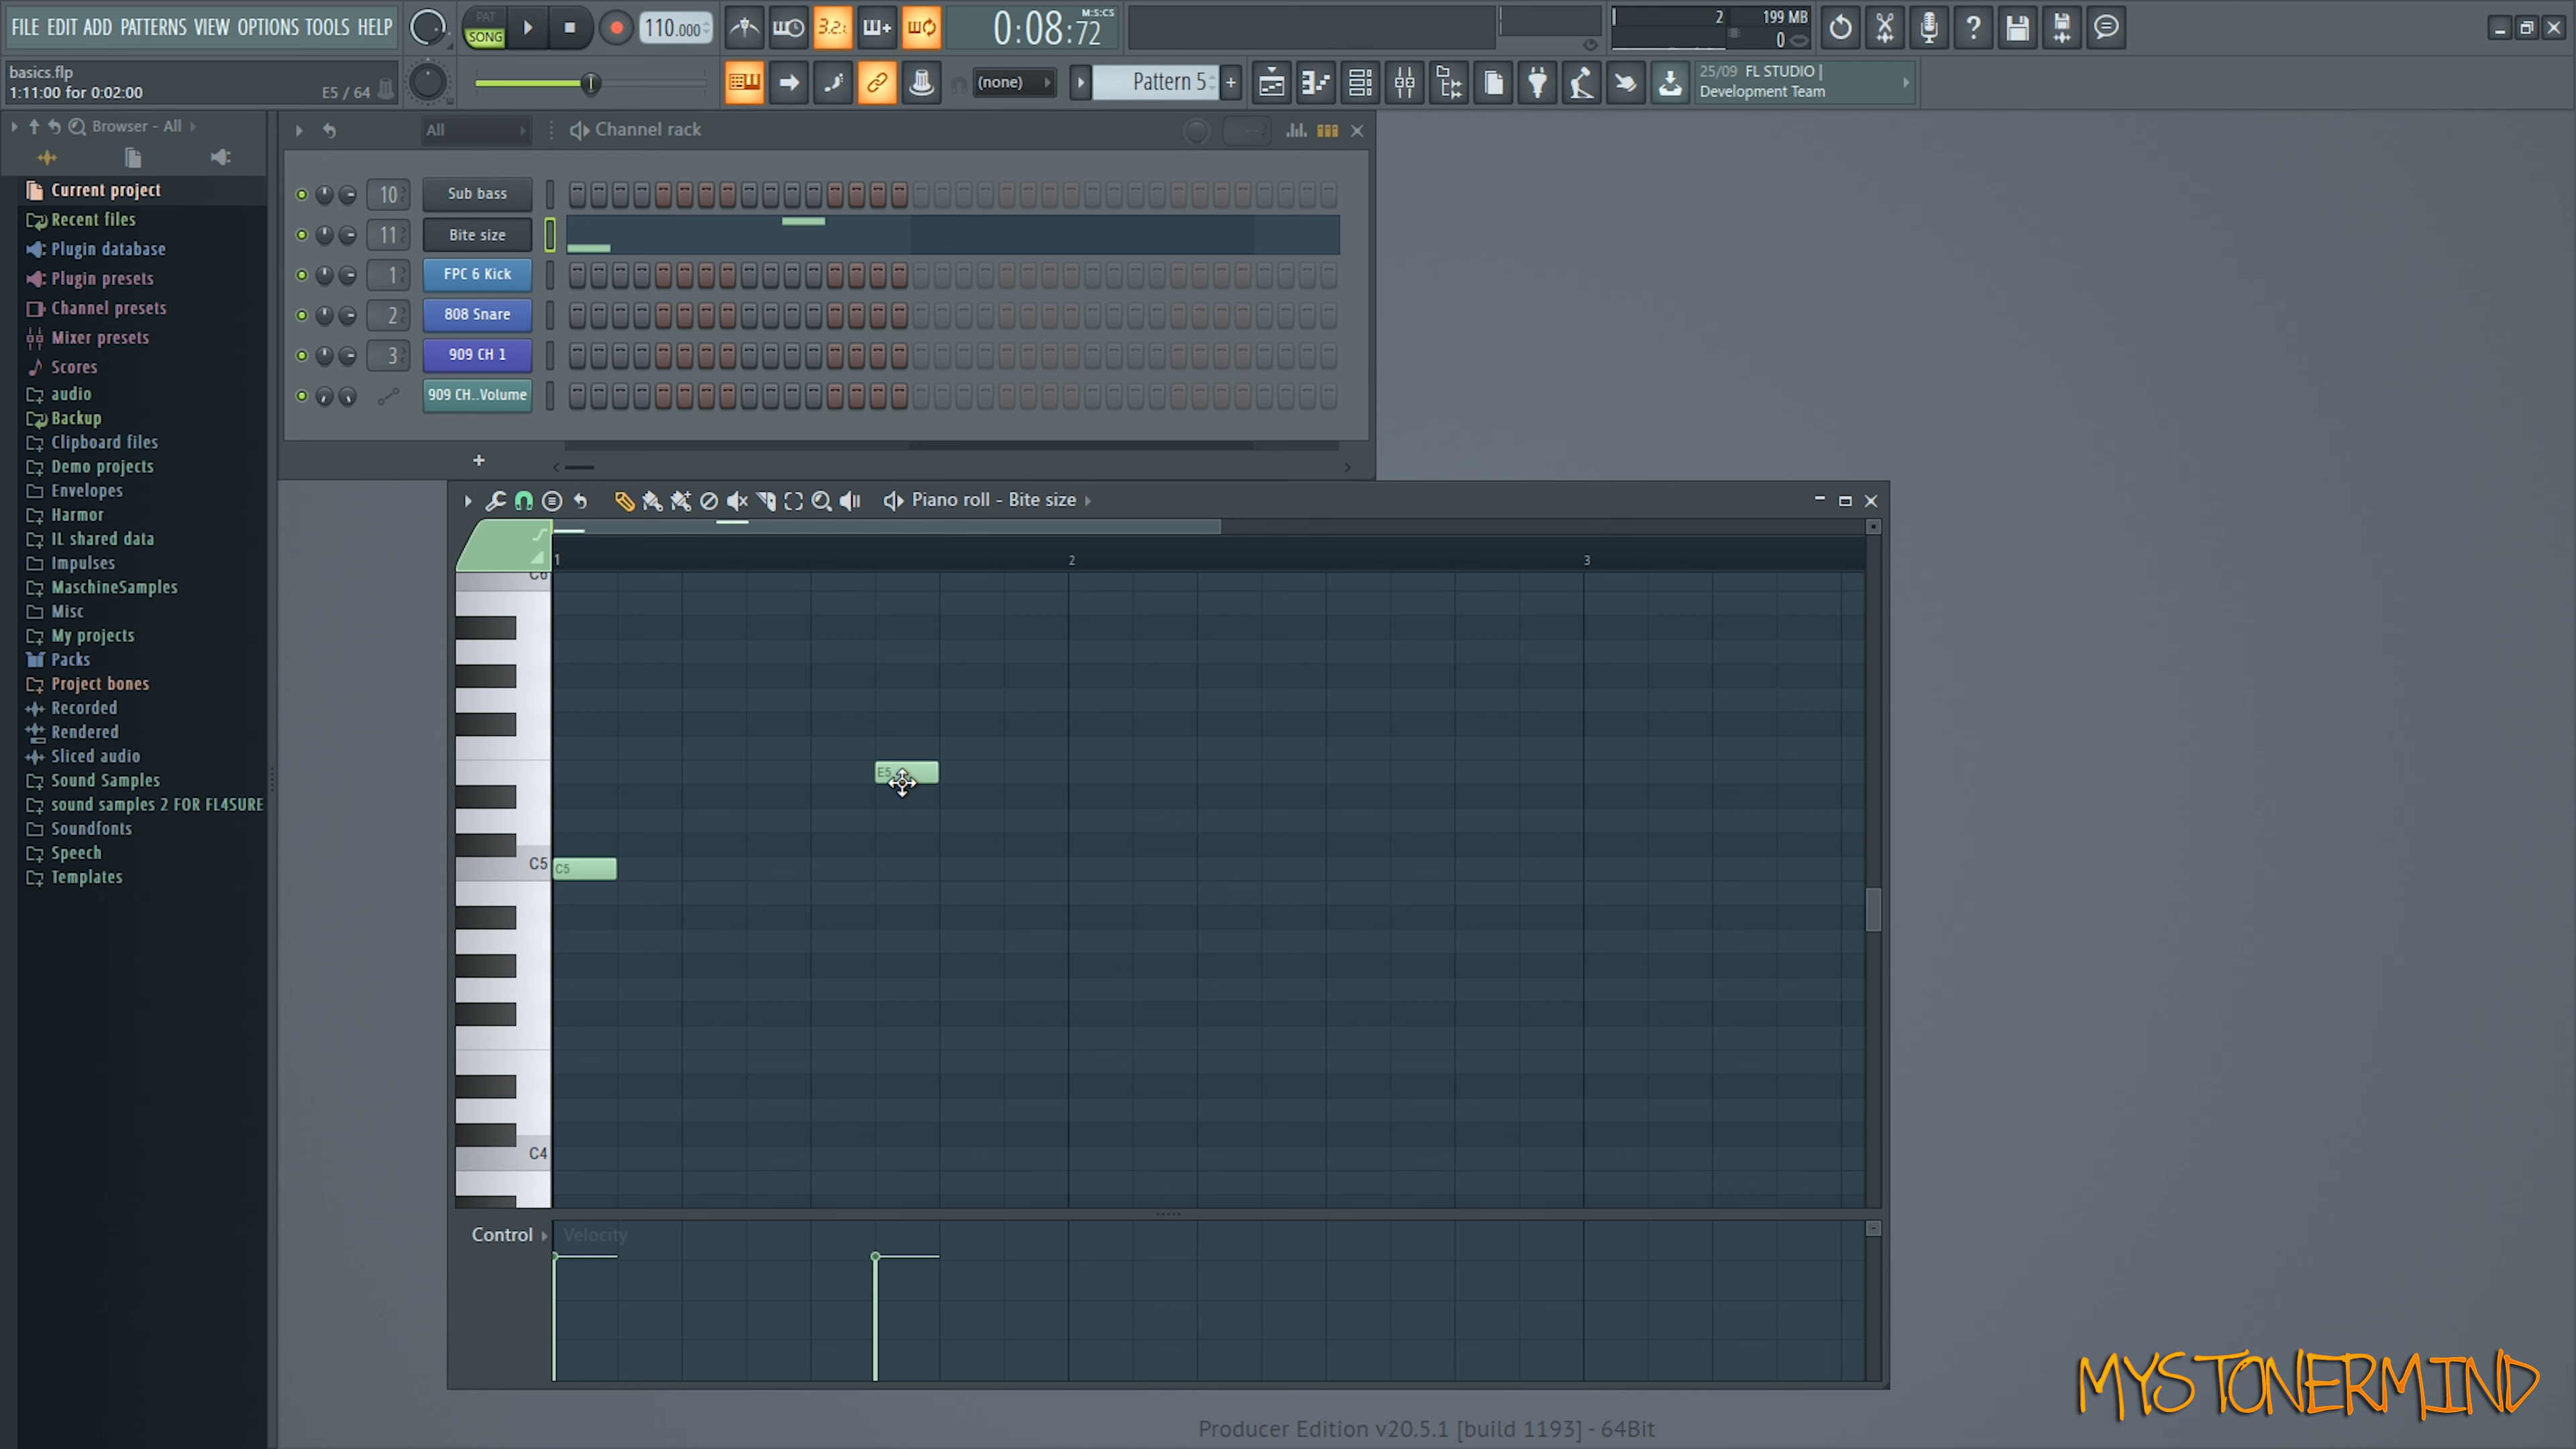 FILE EDIT ADD PATTERNS VIEW OPTIONS TOOLS HELP
PAT
SONG
110.000
3.2.
0:08:72
M:S:CS
2
199 MB
0
basics.flp
1:11:00 for 0:02:00
E5 / 64
(none)
Pattern 5
+
25/09 FL STUDIO |
Development Team
Browser - All
Current project
Recent files
Plugin database
Plugin presets
Channel presets
Mixer presets
Scores
audio
Backup
Clipboard files
Demo projects
Envelopes
Harmor
IL shared data
Impulses
MaschineSamples
Misc
My projects
Packs
Project bones
Recorded
Rendered
Sliced audio
Sound Samples
sound samples 2 FOR FL4SURE
Soundfonts
Speech
Templates
All
Channel rack
10 Sub bass
11 Bite size
1 FPC 6 Kick
2 808 Snare
3 909 CH 1
909 CH..Volume
+
Piano roll - Bite size
1 2 3
C6
E5
C5
C5
C4
Control
Velocity
MYSTONERMIND
Producer Edition v20.5.1 [build 1193] - 64Bit